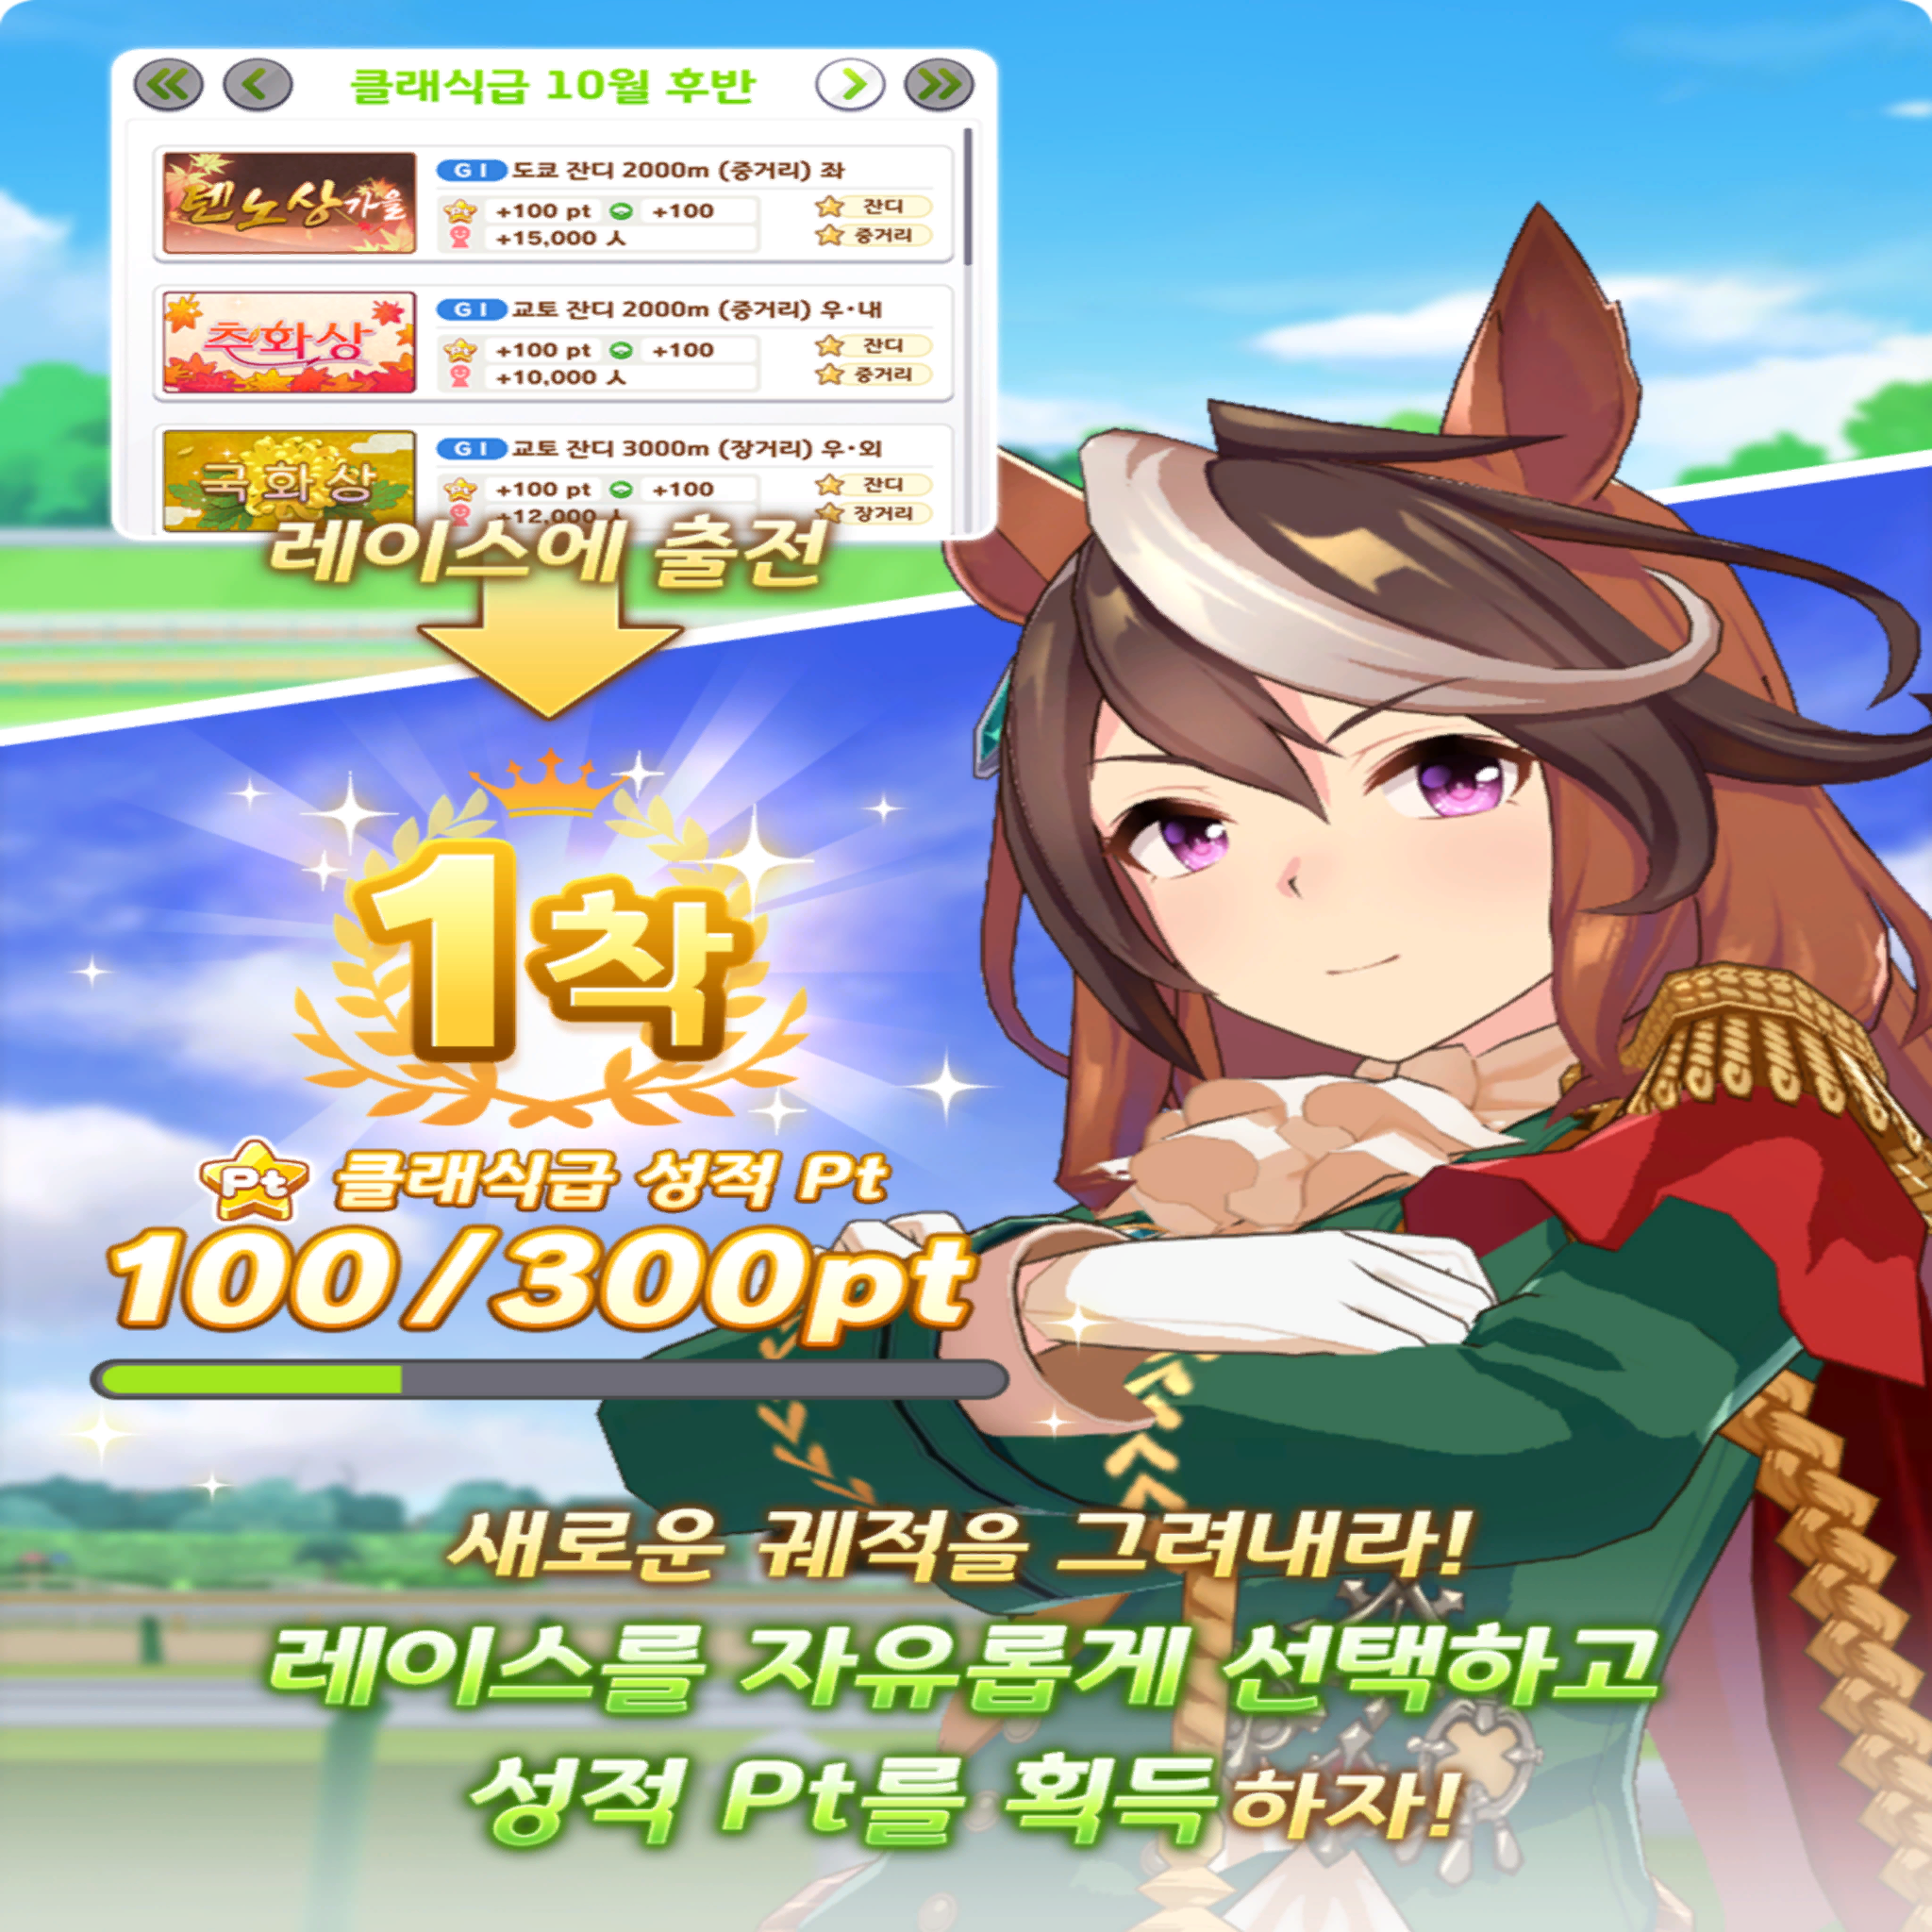 클래식급 10월 후반
텐노상 가을
G I 도쿄 잔디 2000m (중거리) 좌
+100 pt +100 잔디
+15,000 人 중거리
추화상
G I 교토 잔디 2000m (중거리) 우·내
+100 pt +100 잔디
+10,000 人 중거리
국화상
G I 교토 잔디 3000m (장거리) 우·외
+100 pt +100 잔디
+12,000 人 장거리
레이스에 출전
1착
Pt 클래식급 성적 Pt
100/300pt
새로운 궤적을 그려내라!
레이스를 자유롭게 선택하고
성적 Pt를 획득하자!